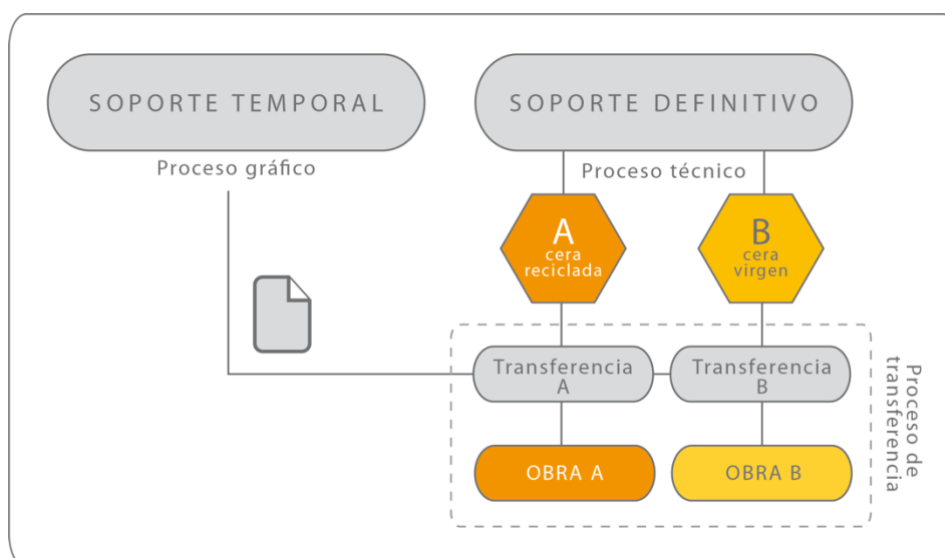 SOPORTE TEMPORAL
Proceso gráfico
SOPORTE DEFINITIVO
Proceso técnico
A
cera
reciclada
B
cera
virgen
Transferencia
A
Transferencia
B
OBRA A
OBRA B
Proceso de
transferencia